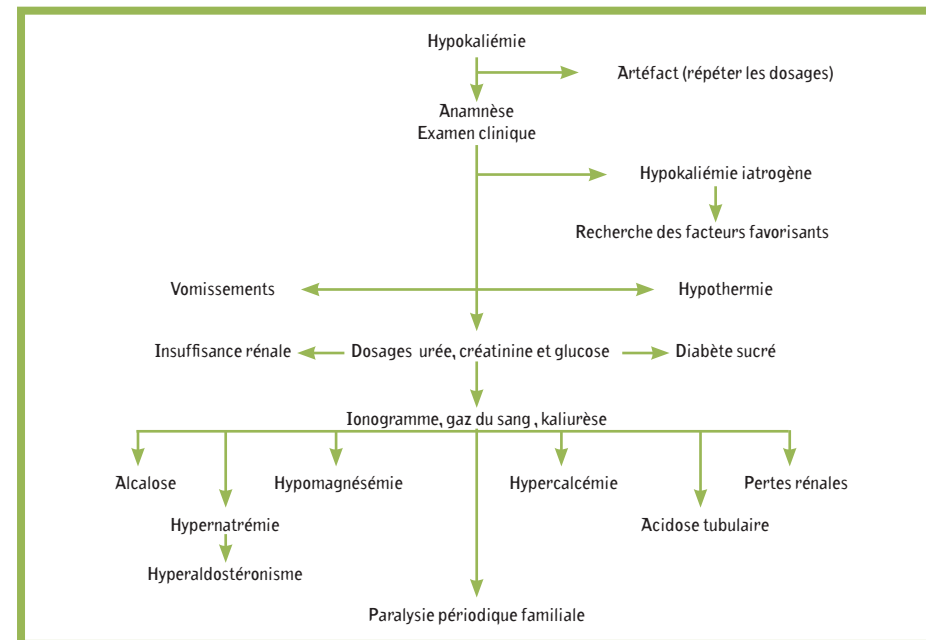 Hypokaliémie
Artéfact (répéter les dosages)
Anamnèse
Examen clinique
Hypokaliémie iatrogène
Recherche des facteurs favorisants
Vomissements
Hypothermie
Insuffisance rénale
Dosages urée, créatinine et glucose
Diabète sucré
Ionogramme, gaz du sang , kaliurèse
Alcalose
Hypomagnésémie
Hypercalcémie
Pertes rénales
Hypernatrémie
Acidose tubulaire
Hyperaldostéronisme
Paralysie périodique familiale